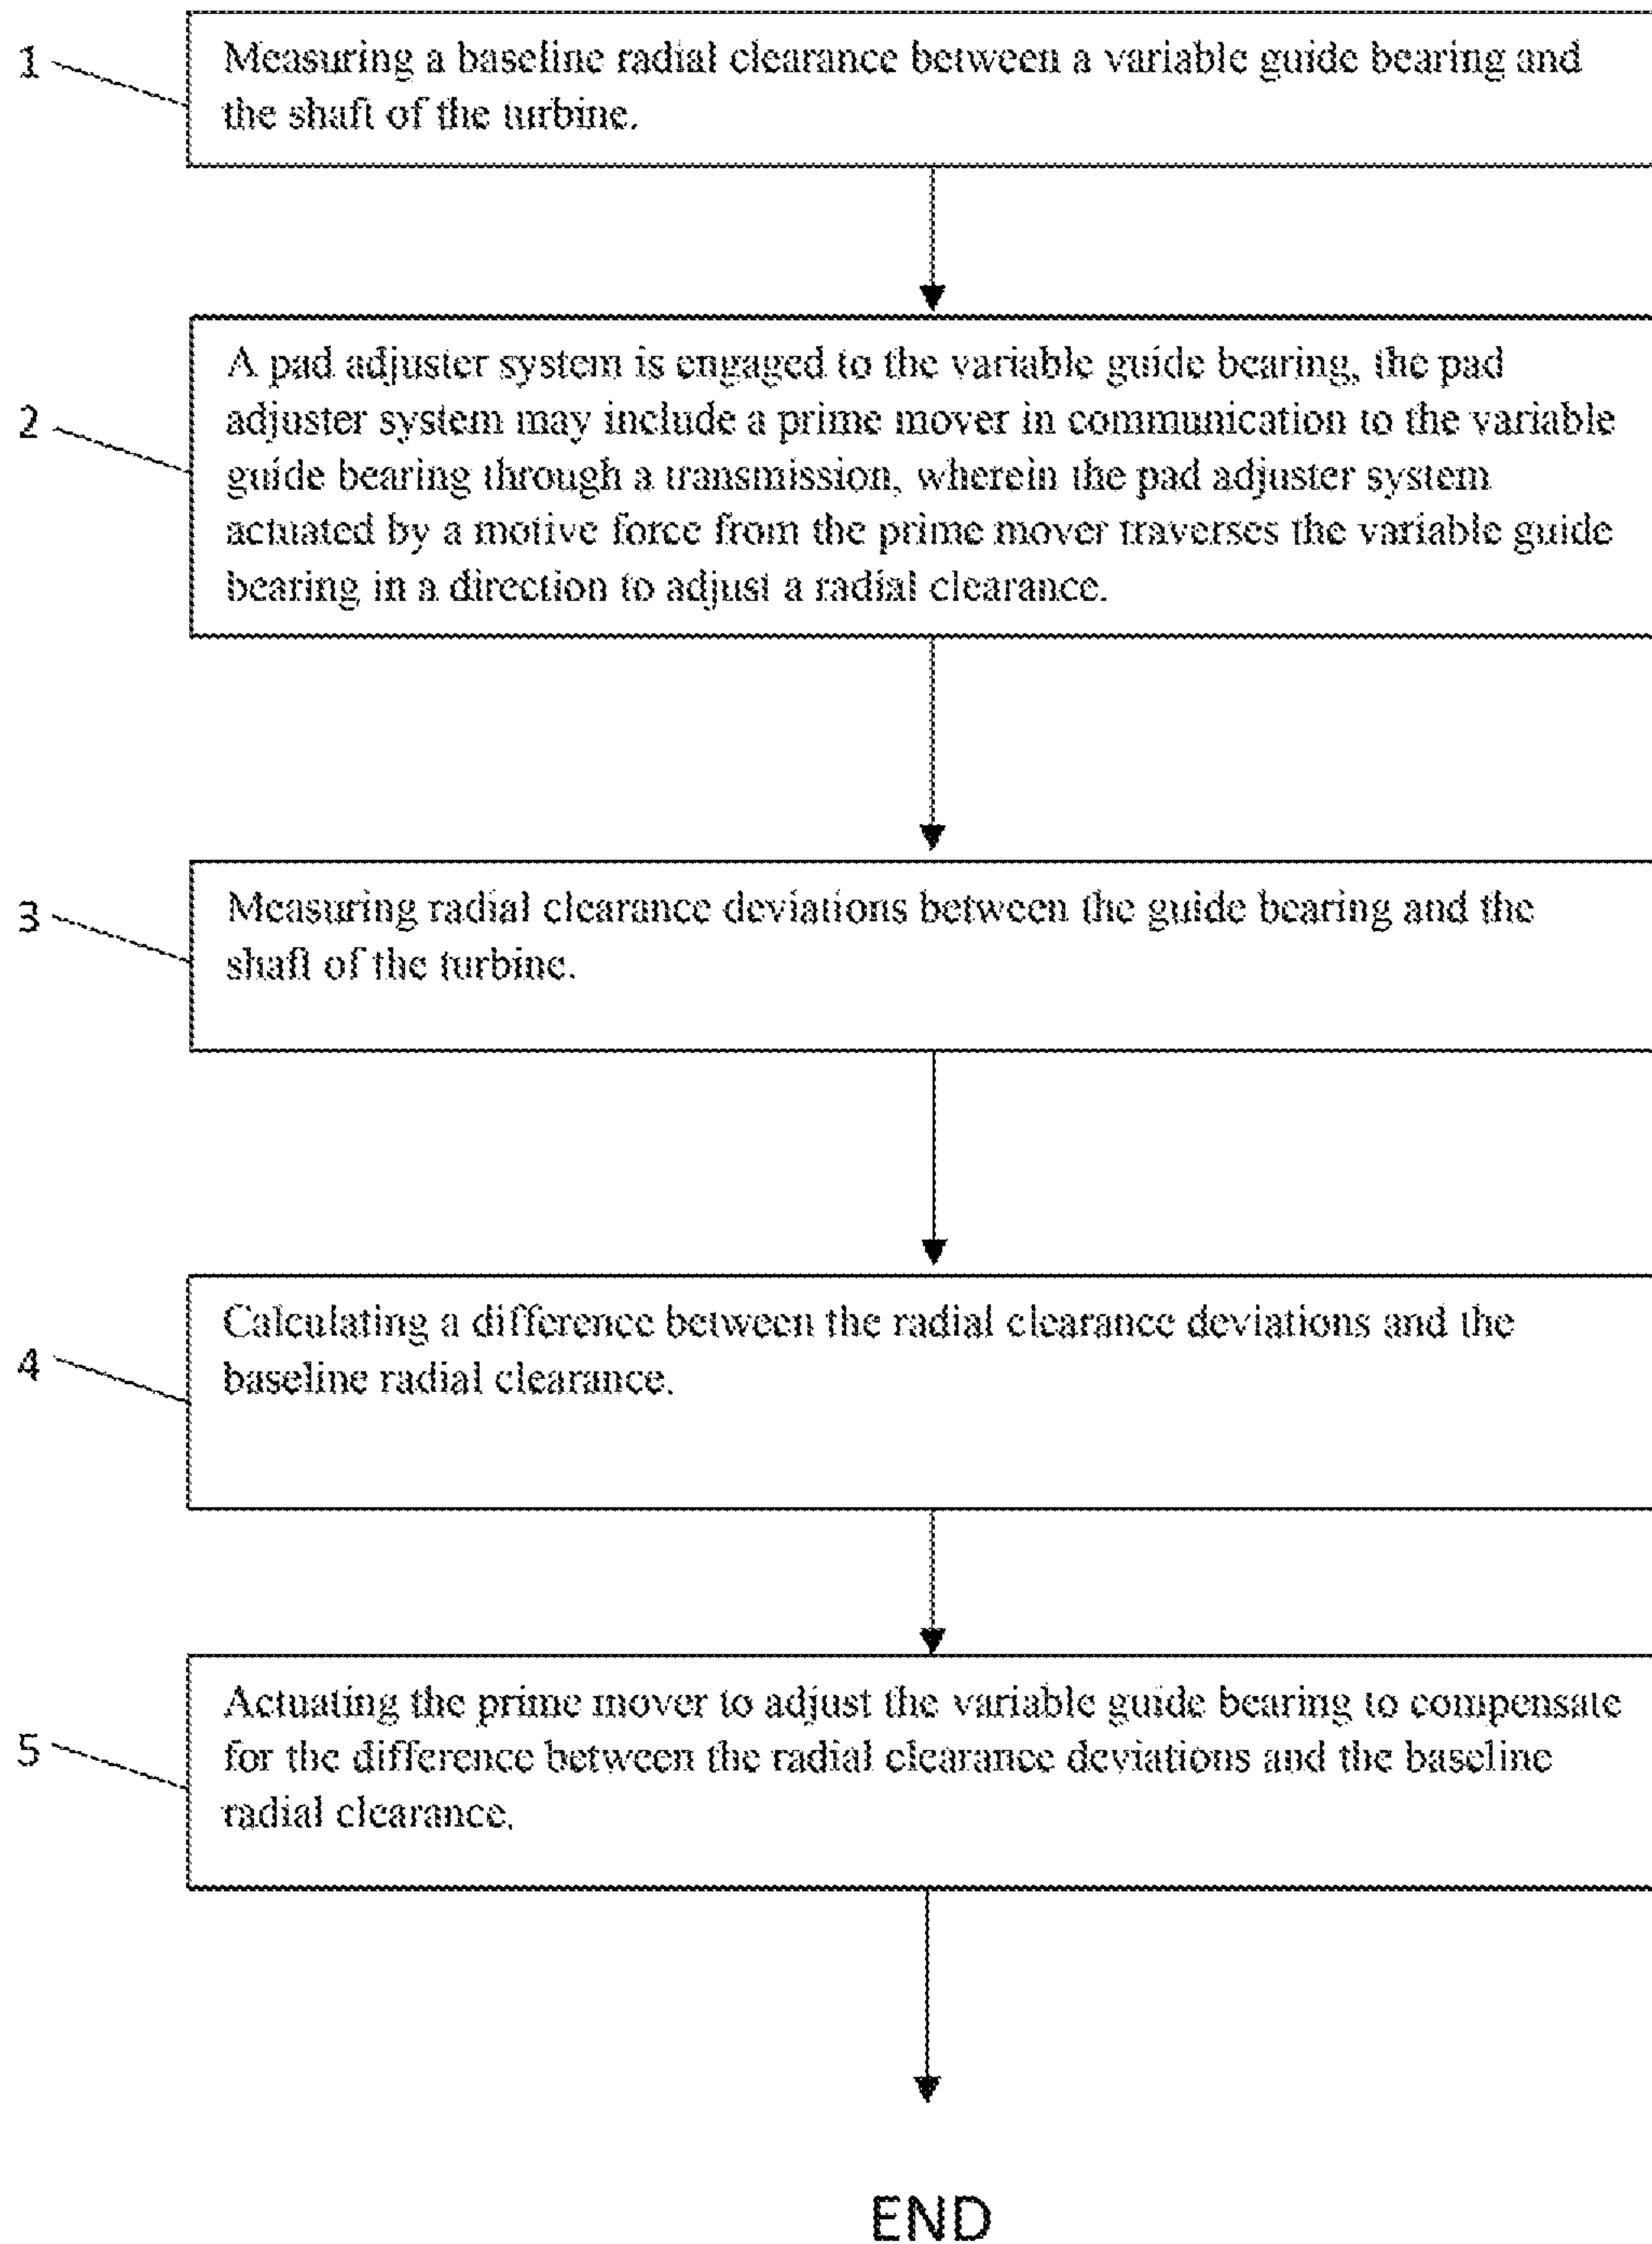 1
Measuring a baseline radial clearance between a variable guide bearing and
the shaft of the turbine.
2
A pad adjuster system is engaged to the variable guide bearing, the pad
adjuster system may include a prime mover in communication to the variable
guide bearing through a transmission, wherein the pad adjuster system
actuated by a motive force from the prime mover traverses the variable guide
bearing in a direction to adjust a radial clearance.
3
Measuring radial clearance deviations between the guide bearing and the
shaft of the turbine.
4
Calculating a difference between the radial clearance deviations and the
baseline radial clearance.
5
Actuating the prime mover to adjust the variable guide bearing to compensate
for the difference between the radial clearance deviations and the baseline
radial clearance.
END